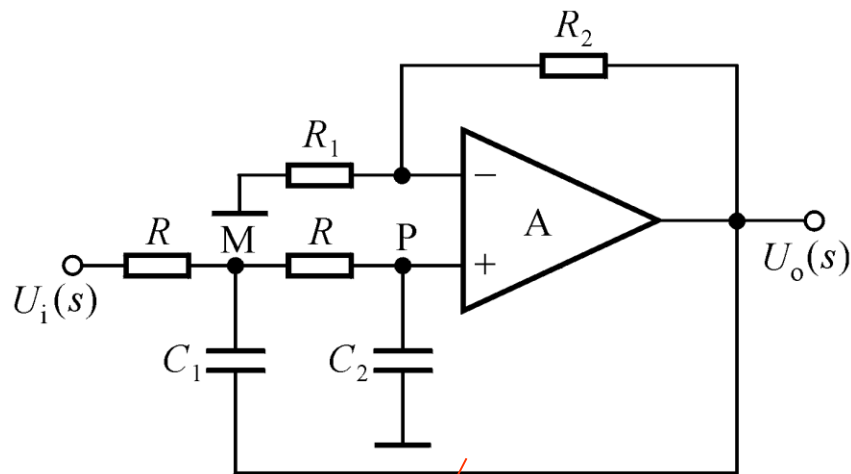 R₂
R₁
−
A
R M R P +
Uᵢ(s) Uₒ(s)
C₁ C₂